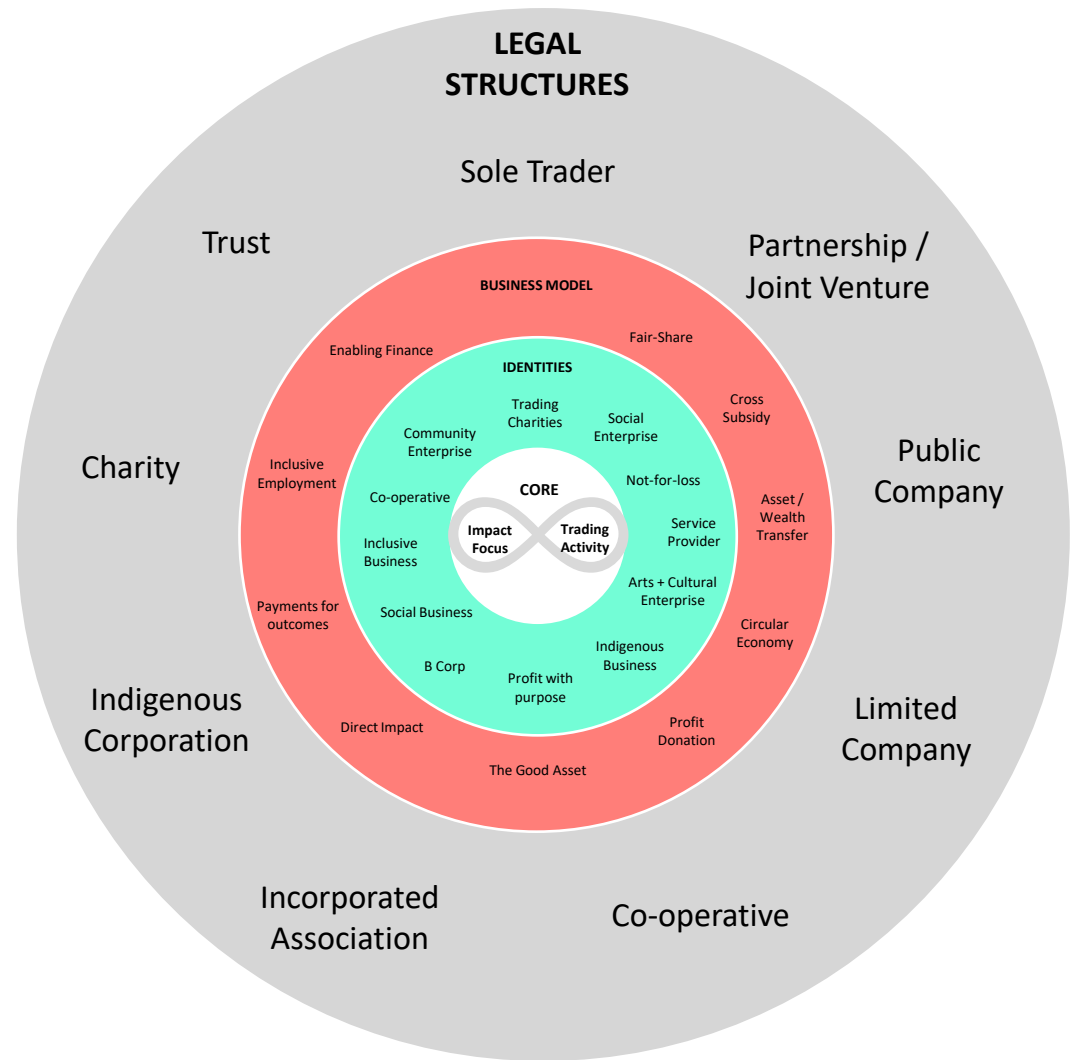 LEGAL
STRUCTURES
Sole Trader
Trust
Partnership /
Joint Venture
Charity
Public
Company
Indigenous
Corporation
Limited
Company
Incorporated
Association
Co-operative
BUSINESS MODEL
Enabling Finance
Fair-Share
Cross
Subsidy
Inclusive
Employment
Asset /
Wealth
Transfer
Payments for
outcomes
Circular
Economy
Direct Impact
Profit
Donation
The Good Asset
IDENTITIES
Trading
Charities
Community
Enterprise
Social
Enterprise
Co-operative
Not-for-loss
Inclusive
Business
Service
Provider
Social Business
Arts + Cultural
Enterprise
B Corp
Indigenous
Business
Profit with
purpose
CORE
Impact
Focus
Trading
Activity